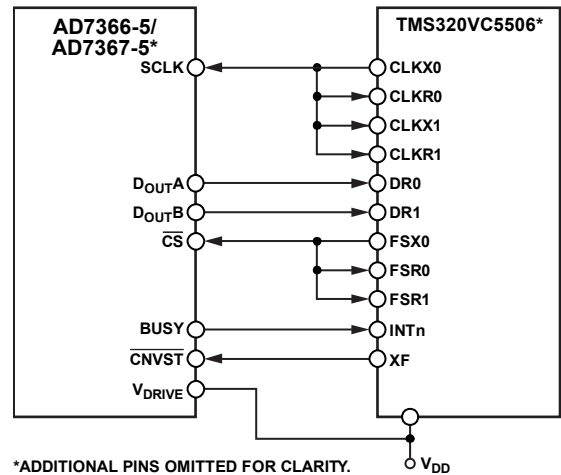 AD7366-5/
AD7367-5*
TMS320VC5506*
SCLK
CLKX0
CLKR0
CLKX1
CLKR1
DOUTA
DR0
DOUTB
DR1
CS
FSX0
FSR0
FSR1
BUSY
INTn
CNVST
XF
VDRIVE
VDD
*ADDITIONAL PINS OMITTED FOR CLARITY.